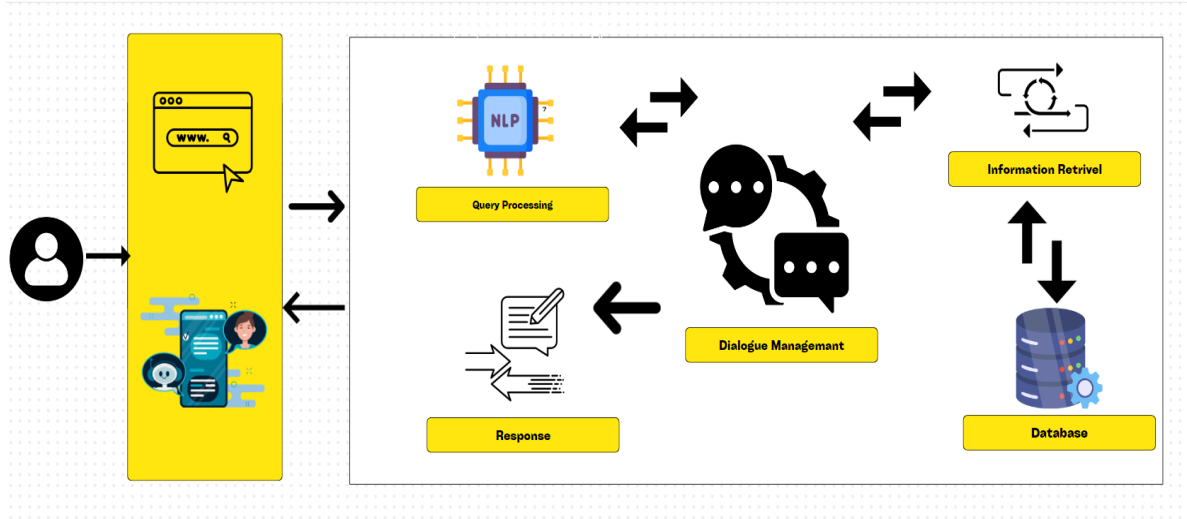 www.
NLP
?
Query Processing
Information Retrivel
Dialogue Managemant
Response
Database